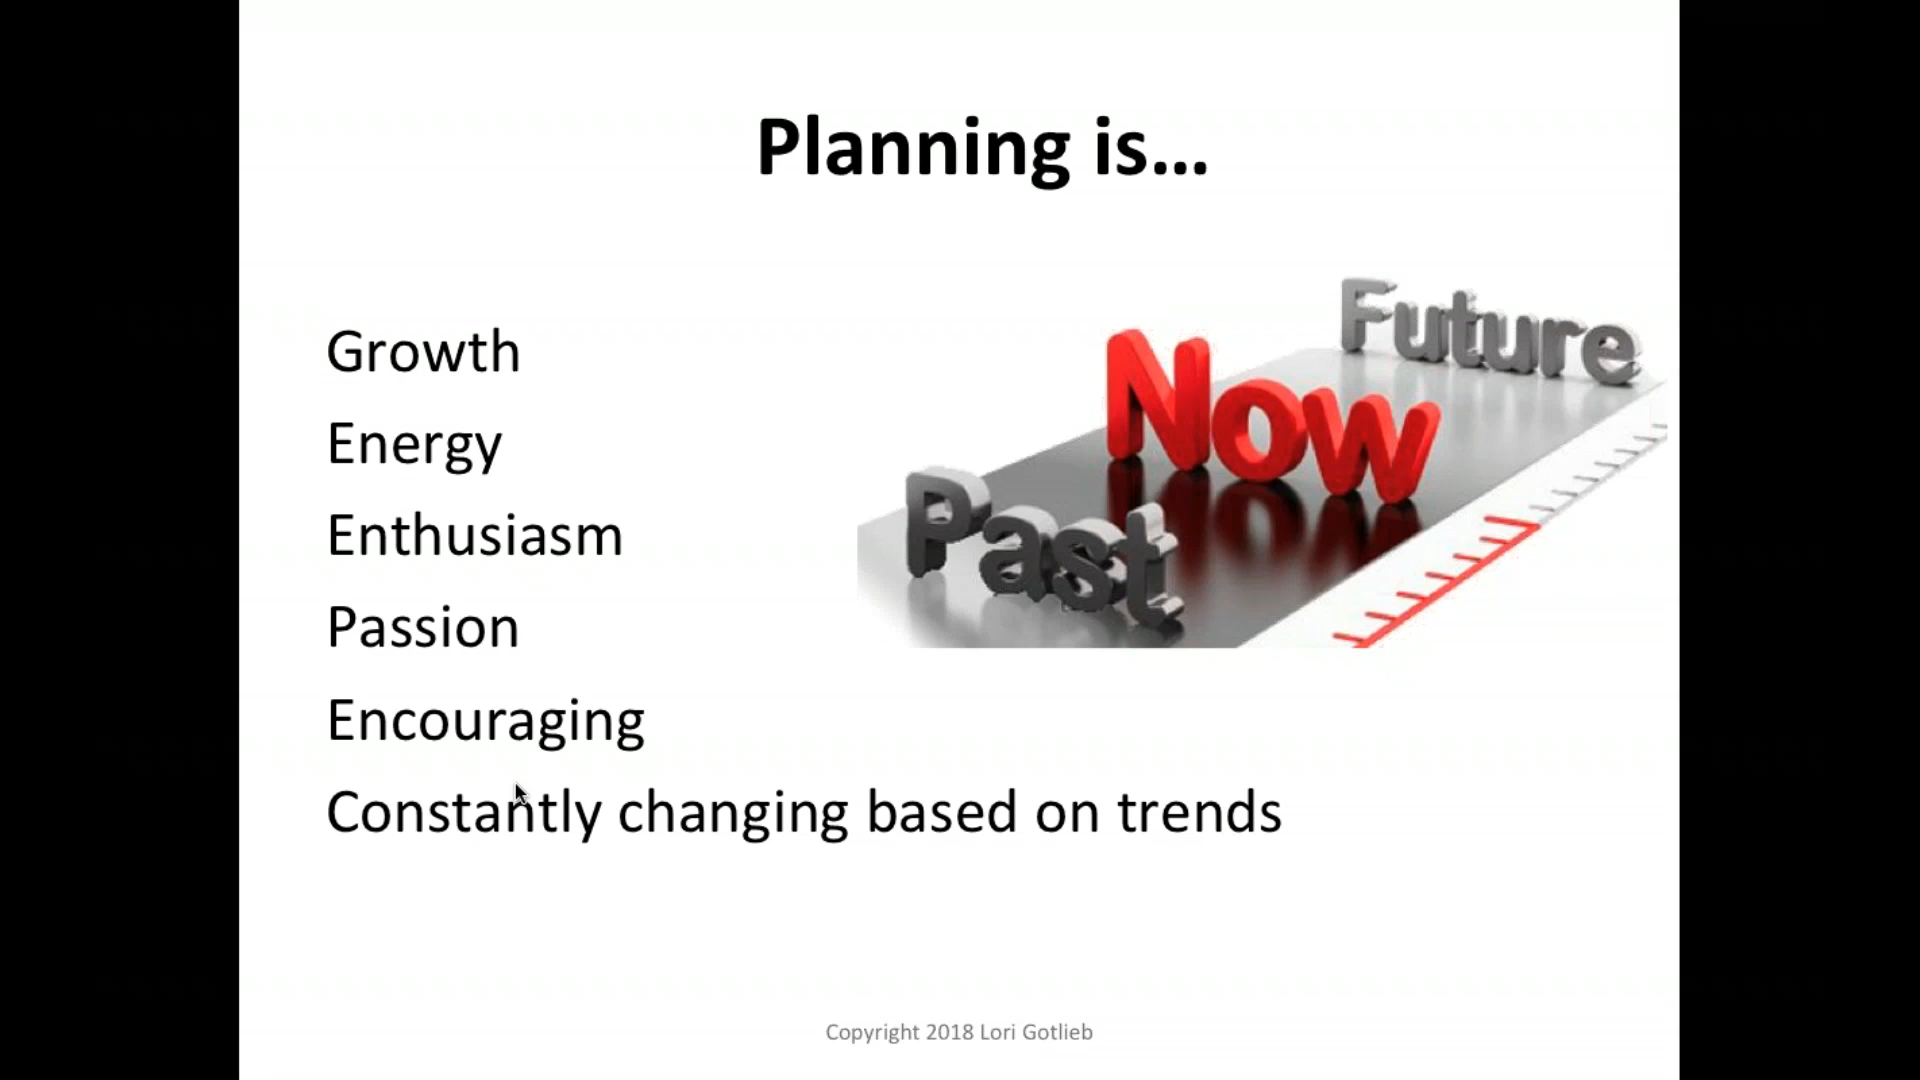 Planning is...
Growth
Energy
Enthusiasm
Passion
Encouraging
Constantly changing based on trends
Past
Now
Future
Copyright 2018 Lori Gotlieb